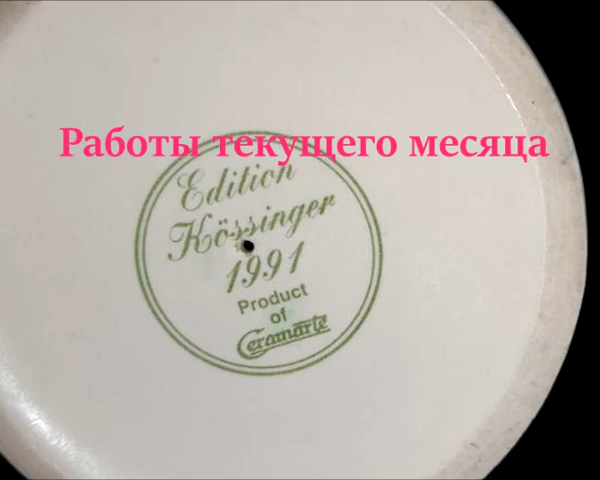 Работы текущего месяца
Edition
Kössinger
1991
Product
of
Ceramarte